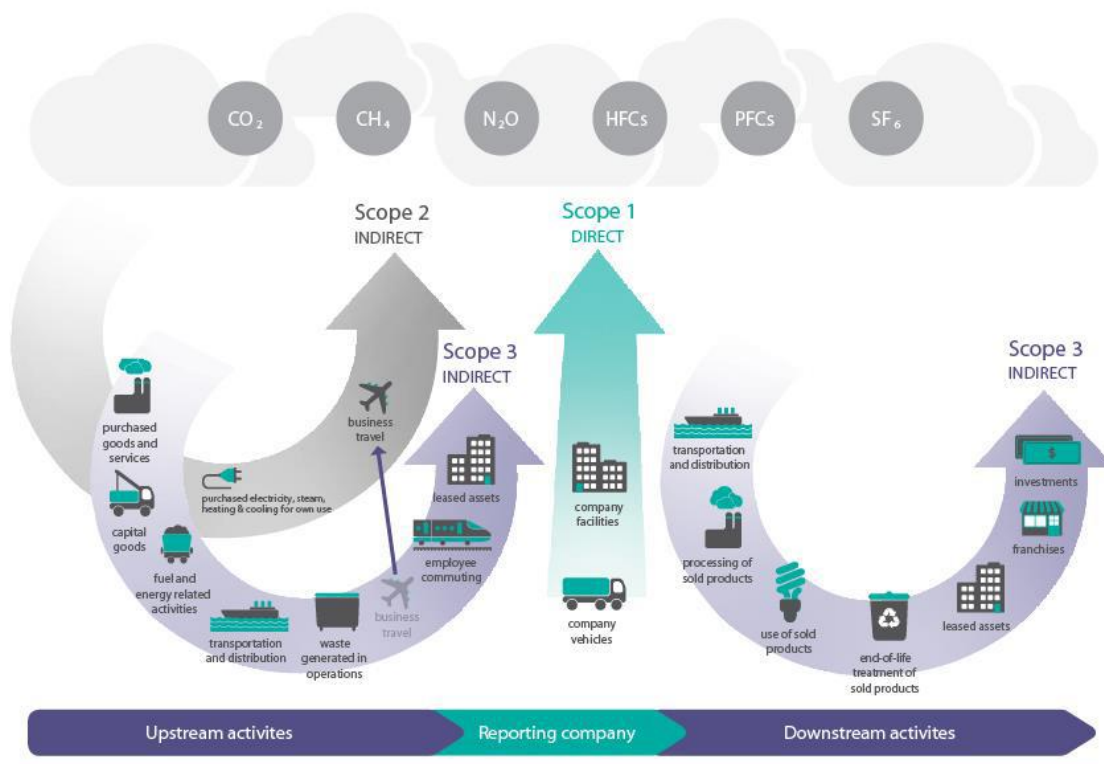 CO₂
CH₄
N₂O
HFCs
PFCs
SF₆
Scope 2
INDIRECT
Scope 1
DIRECT
Scope 3
INDIRECT
Scope 3
INDIRECT
purchased
goods and
services
capital
goods
fuel and
energy related
activities
purchased electricity, steam,
heating & cooling for own use
transportation
and distribution
waste
generated in
operations
business
travel
business
travel
employee
commuting
leased assets
company
facilities
company
vehicles
transportation
and distribution
processing of
sold products
use of sold
products
end-of-life
treatment of
sold products
leased assets
franchises
$
investments
Upstream activites
Reporting company
Downstream activites